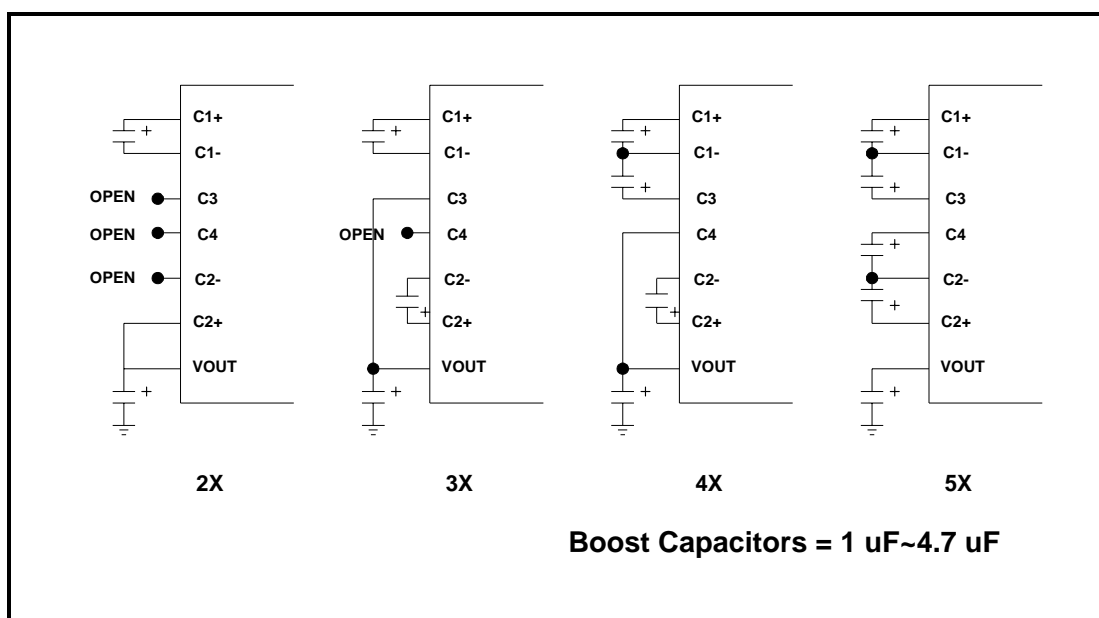 C1+
C1-
OPEN C3
OPEN C4
OPEN C2-
C2+
VOUT
+
+
2X
C1+
C1-
C3
OPEN C4
C2-
C2+
VOUT
+
+
+
3X
C1+
C1-
C3
C4
C2-
C2+
VOUT
+
+
+
+
4X
C1+
C1-
C3
C4
C2-
C2+
VOUT
+
+
+
+
+
5X
Boost Capacitors = 1 uF~4.7 uF